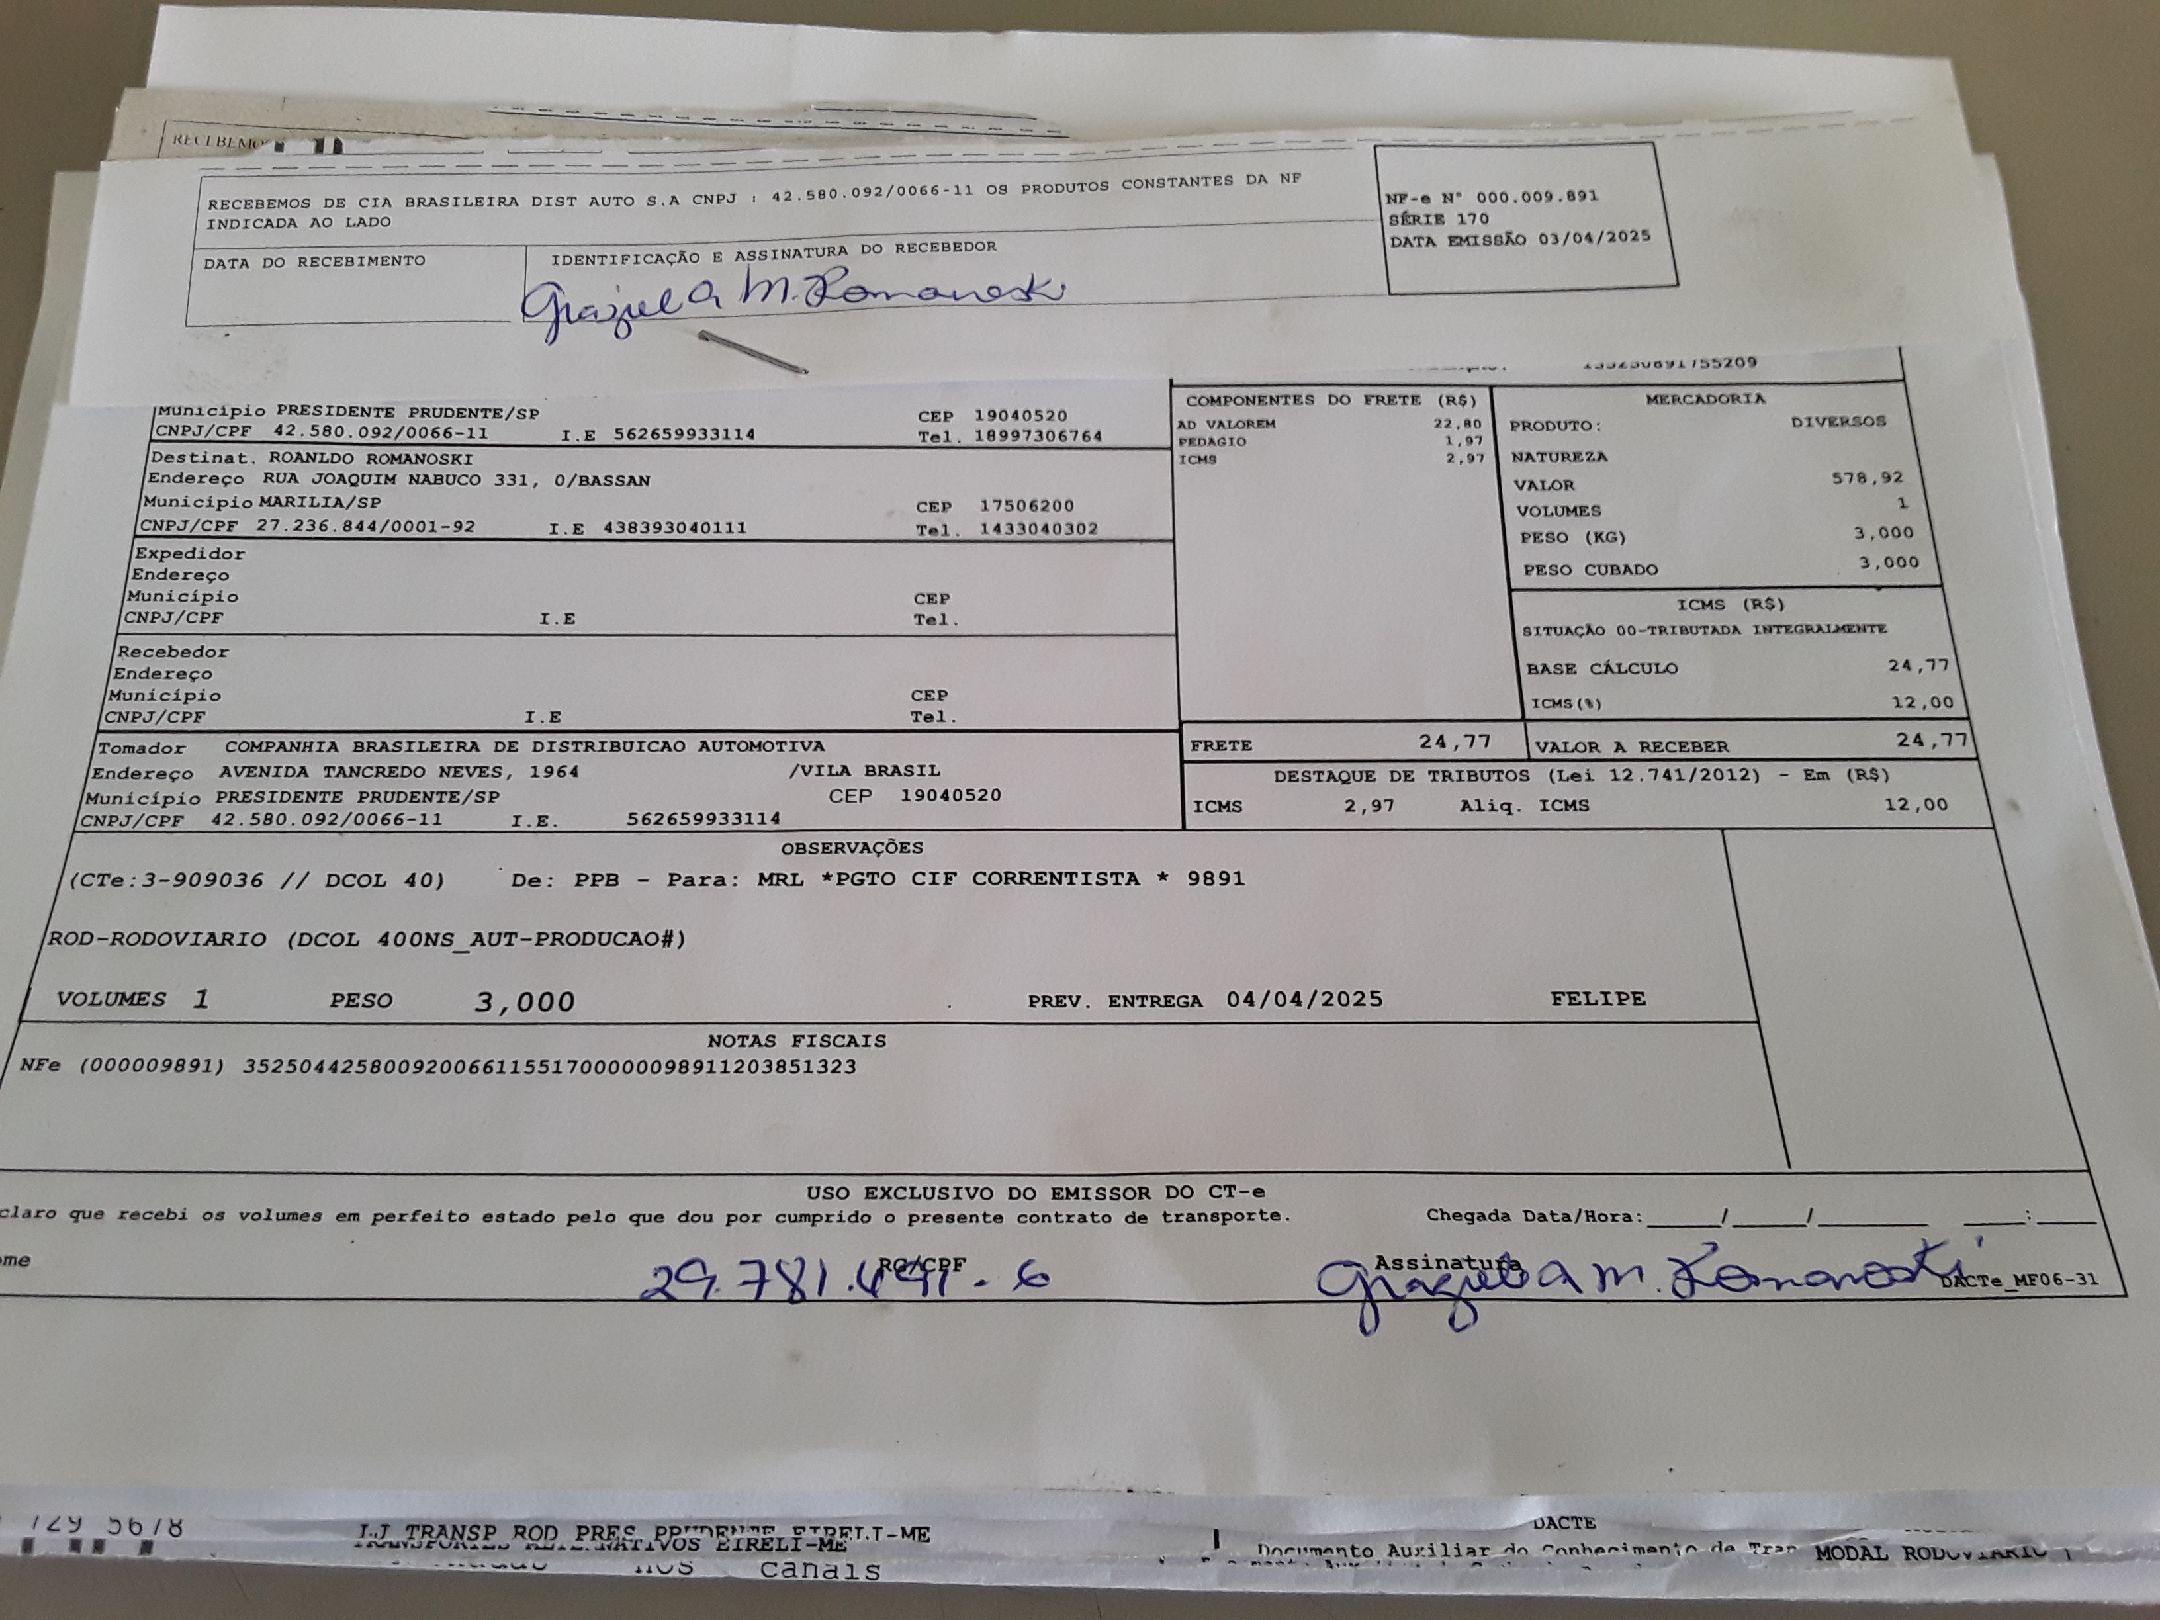 RECEBEMOS DE CIA BRASILEIRA DIST AUTO S.A CNPJ : 42.580.092/0066-11 OS PRODUTOS CONSTANTES DA NF
INDICADA AO LADO
NF-e N° 000.009.891
SÉRIE 170
DATA EMISSÃO 03/04/2025
DATA DO RECEBIMENTO
IDENTIFICAÇÃO E ASSINATURA DO RECEBEDOR
Graziela M. Romanoski
Município PRESIDENTE PRUDENTE/SP CEP 19040520
CNPJ/CPF 42.580.092/0066-11 I.E 562659933114 Tel. 18997306764
Destinat. ROANLDO ROMANOSKI
Endereço RUA JOAQUIM NABUCO 331, 0/BASSAN
Município MARILIA/SP CEP 17506200
CNPJ/CPF 27.236.844/0001-92 I.E 438393040111 Tel. 1433040302
Expedidor
Endereço
Município CEP
CNPJ/CPF I.E Tel.
Recebedor
Endereço
Município CEP
CNPJ/CPF I.E Tel.
Tomador COMPANHIA BRASILEIRA DE DISTRIBUICAO AUTOMOTIVA
Endereço AVENIDA TANCREDO NEVES, 1964 /VILA BRASIL
Município PRESIDENTE PRUDENTE/SP CEP 19040520
CNPJ/CPF 42.580.092/0066-11 I.E. 562659933114
COMPONENTES DO FRETE (R$)
AD VALOREM 22,80
PEDAGIO 1,97
ICMS 2,97
MERCADORIA
PRODUTO: DIVERSOS
NATUREZA
VALOR 578,92
VOLUMES 1
PESO (KG) 3,000
PESO CUBADO 3,000
ICMS (R$)
SITUAÇÃO 00-TRIBUTADA INTEGRALMENTE
BASE CÁLCULO 24,77
ICMS(%) 12,00
FRETE 24,77 VALOR A RECEBER 24,77
DESTAQUE DE TRIBUTOS (Lei 12.741/2012) - Em (R$)
ICMS 2,97 Aliq. ICMS 12,00
OBSERVAÇÕES
(CTe:3-909036 // DCOL 40) De: PPB - Para: MRL *PGTO CIF CORRENTISTA * 9891
ROD-RODOVIARIO (DCOL 400NS_AUT-PRODUCAO#)
VOLUMES 1 PESO 3,000 PREV. ENTREGA 04/04/2025 FELIPE
NOTAS FISCAIS
NFe (000009891) 35250442580092006611551700000098911203851323
USO EXCLUSIVO DO EMISSOR DO CT-e
claro que recebi os volumes em perfeito estado pelo que dou por cumprido o presente contrato de transporte. Chegada Data/Hora:_____/_____/_______ ____:____
ome RG/CPF Assinatura
29.781.491-6 Graziela M. Romanoski
DACTe_MF06-31
DACTE
LJ TRANSP ROD PRES PRUDENTE EIRELI-ME
Documento Auxiliar do Conhecimento de MODAL RODOVIARIO
canais